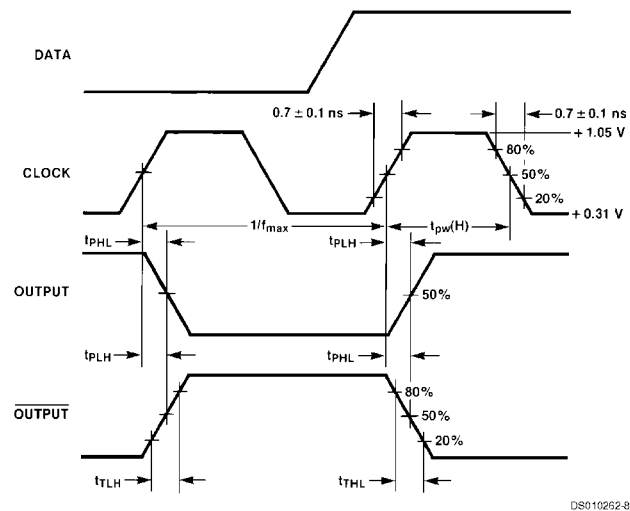 DATA
0.7 ± 0.1 ns
0.7 ± 0.1 ns
+ 1.05 V
80%
CLOCK
50%
20%
+ 0.31 V
1/fmax
tpw(H)
tPHL
tPLH
OUTPUT
50%
tPLH
tPHL
80%
OUTPUT
50%
20%
tTLH
tTHL
DS010262-8